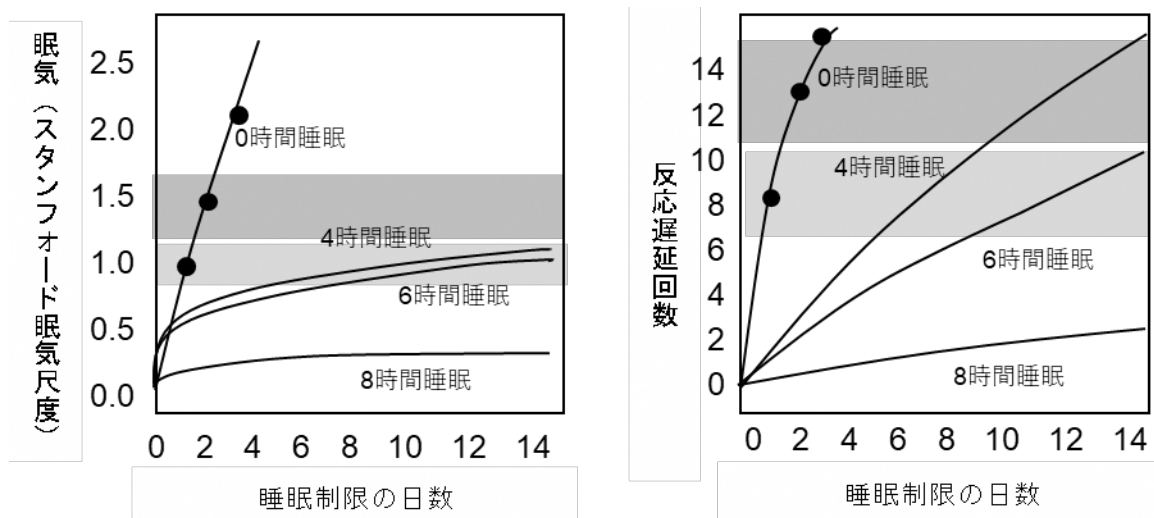 眠気（スタンフォード眠気尺度）
2.5
2.0
1.5
1.0
0.5
0.0
0時間睡眠
4時間睡眠
6時間睡眠
8時間睡眠
0 2 4 6 8 10 12 14
睡眠制限の日数
反応遅延回数
14
12
10
8
6
4
2
0
0時間睡眠
4時間睡眠
6時間睡眠
8時間睡眠
0 2 4 6 8 10 12 14
睡眠制限の日数